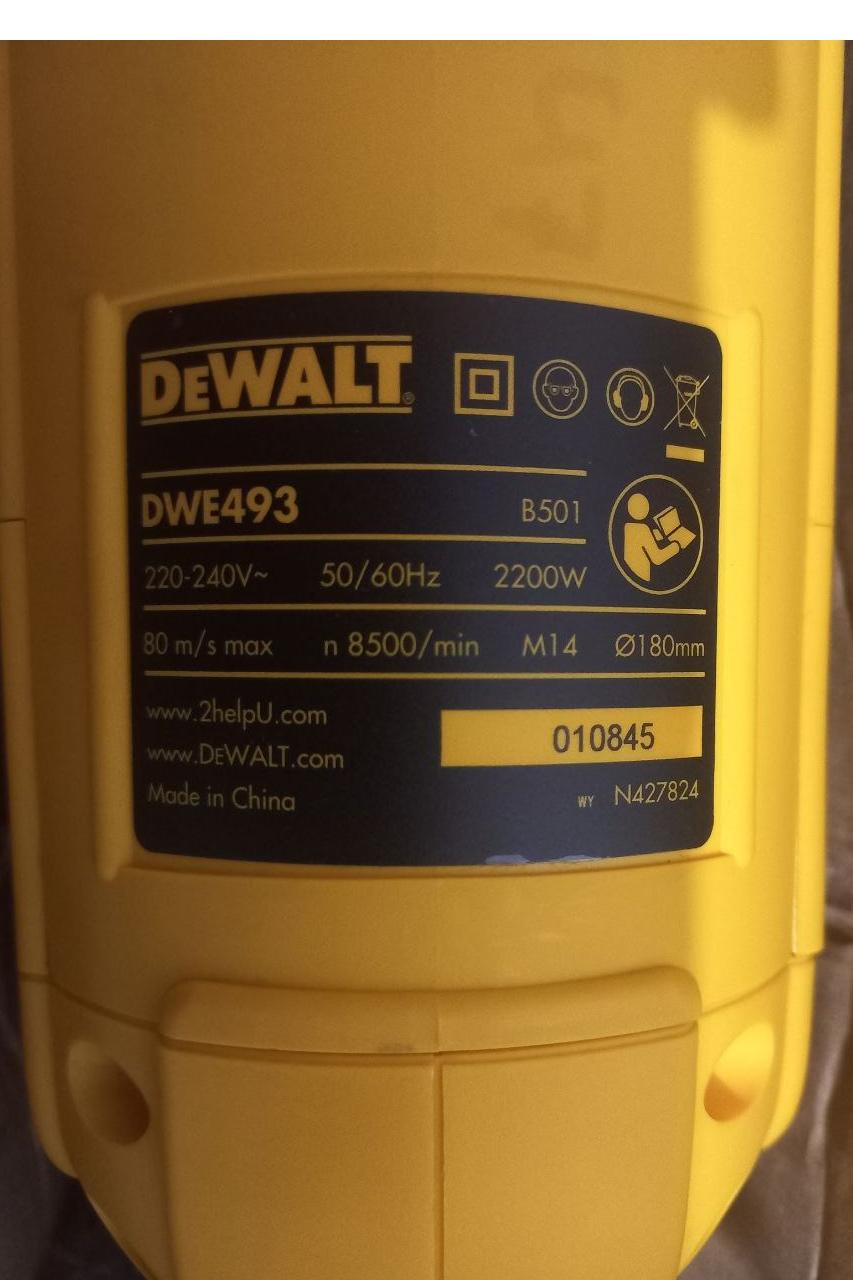 DEWALT®
DWE493 B501
220-240V~ 50/60Hz 2200W
80 m/s max n 8500/min M14 Ø180mm
www.2helpU.com
www.DEWALT.com
010845
Made in China WY N427824